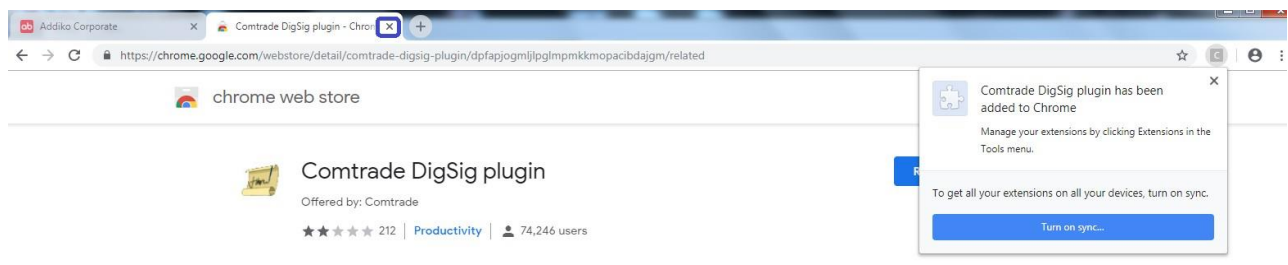 Addiko Corporate
Comtrade DigSig plugin - Chro
https://chrome.google.com/webstore/detail/comtrade-digsig-plugin/dpfapjogmljlpglmpmkkmopacibdajgm/related
chrome web store
Comtrade DigSig plugin has been
added to Chrome
Manage your extensions by clicking Extensions in the
Tools menu.
To get all your extensions on all your devices, turn on sync.
Turn on sync...
Comtrade DigSig plugin
Offered by: Comtrade
212 | Productivity | 74,246 users